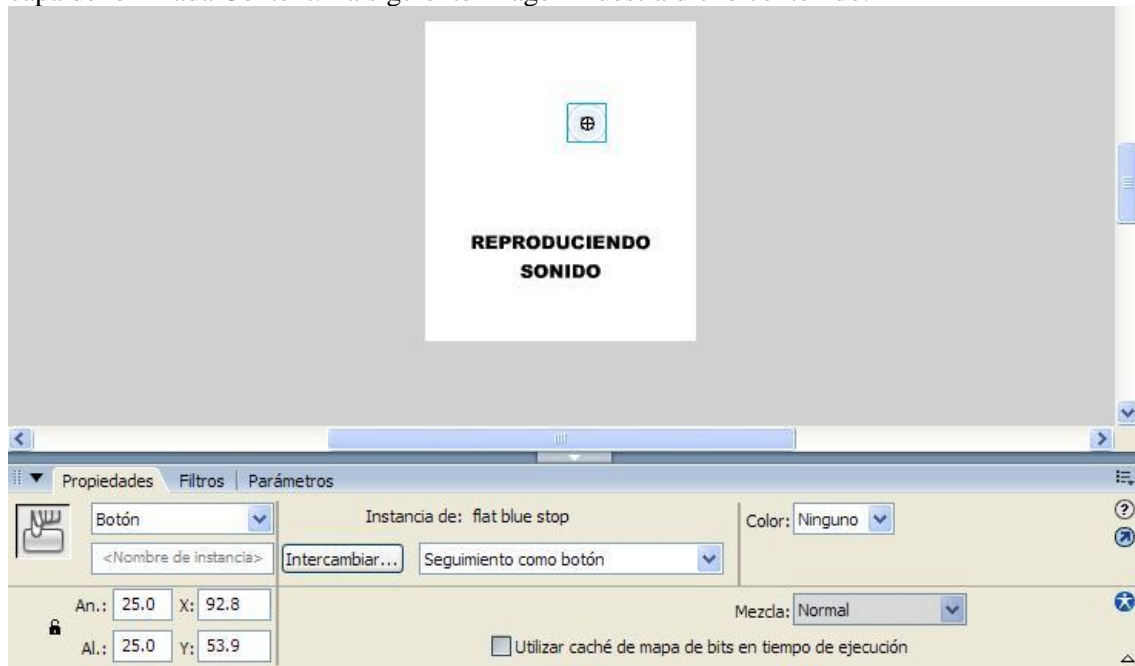 REPRODUCIENDO
SONIDO
Propiedades Filtros Parámetros
Botón Instancia de: flat blue stop Color: Ninguno
<Nombre de instancia> Intercambiar... Seguimiento como botón
An.: 25.0 X: 92.8 Mezcla: Normal
Al.: 25.0 Y: 53.9 Utilizar caché de mapa de bits en tiempo de ejecución